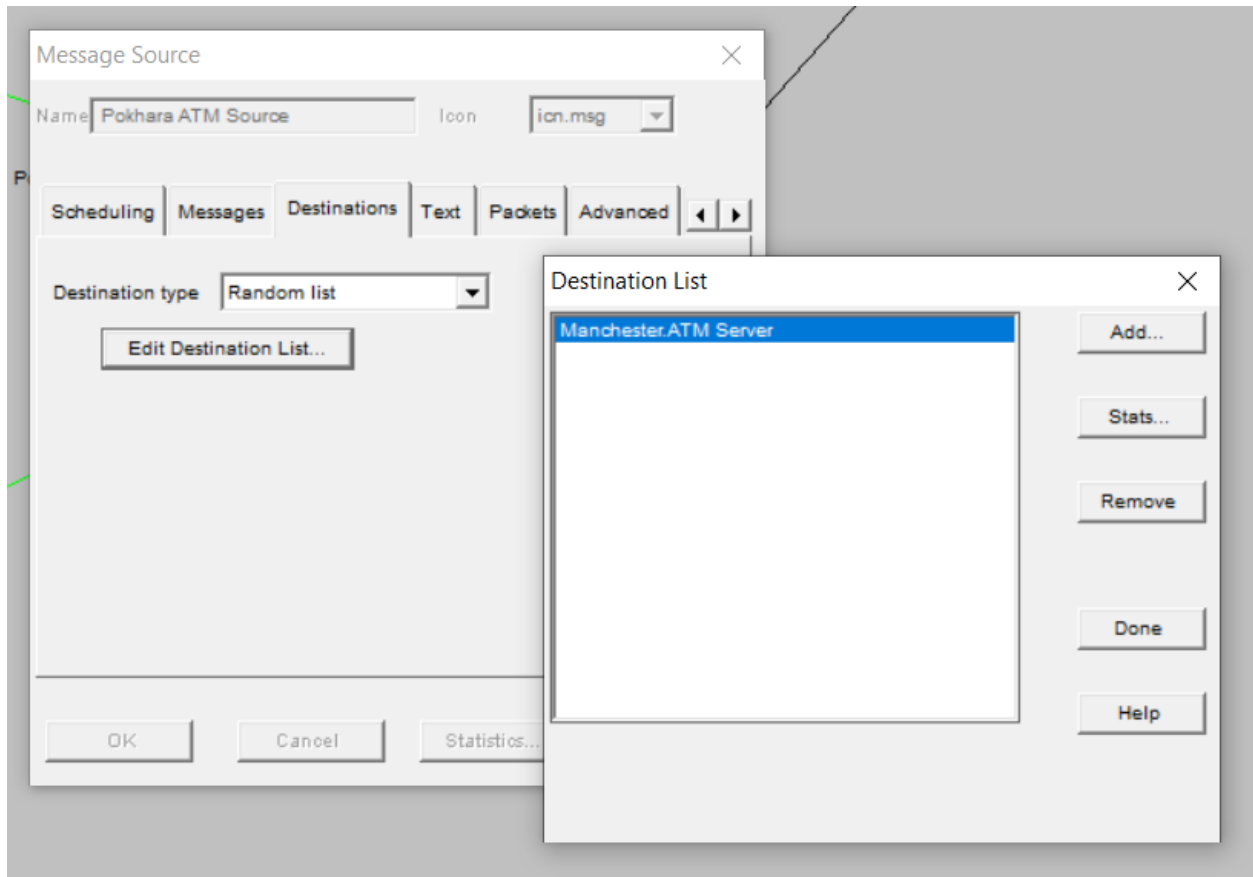 Message Source
Name Pokhara ATM Source Icon icn.msg
Scheduling Messages Destinations Text Packets Advanced
Destination type Random list
Edit Destination List...
OK Cancel Statistics...
Destination List
Manchester.ATM Server
Add...
Stats...
Remove
Done
Help